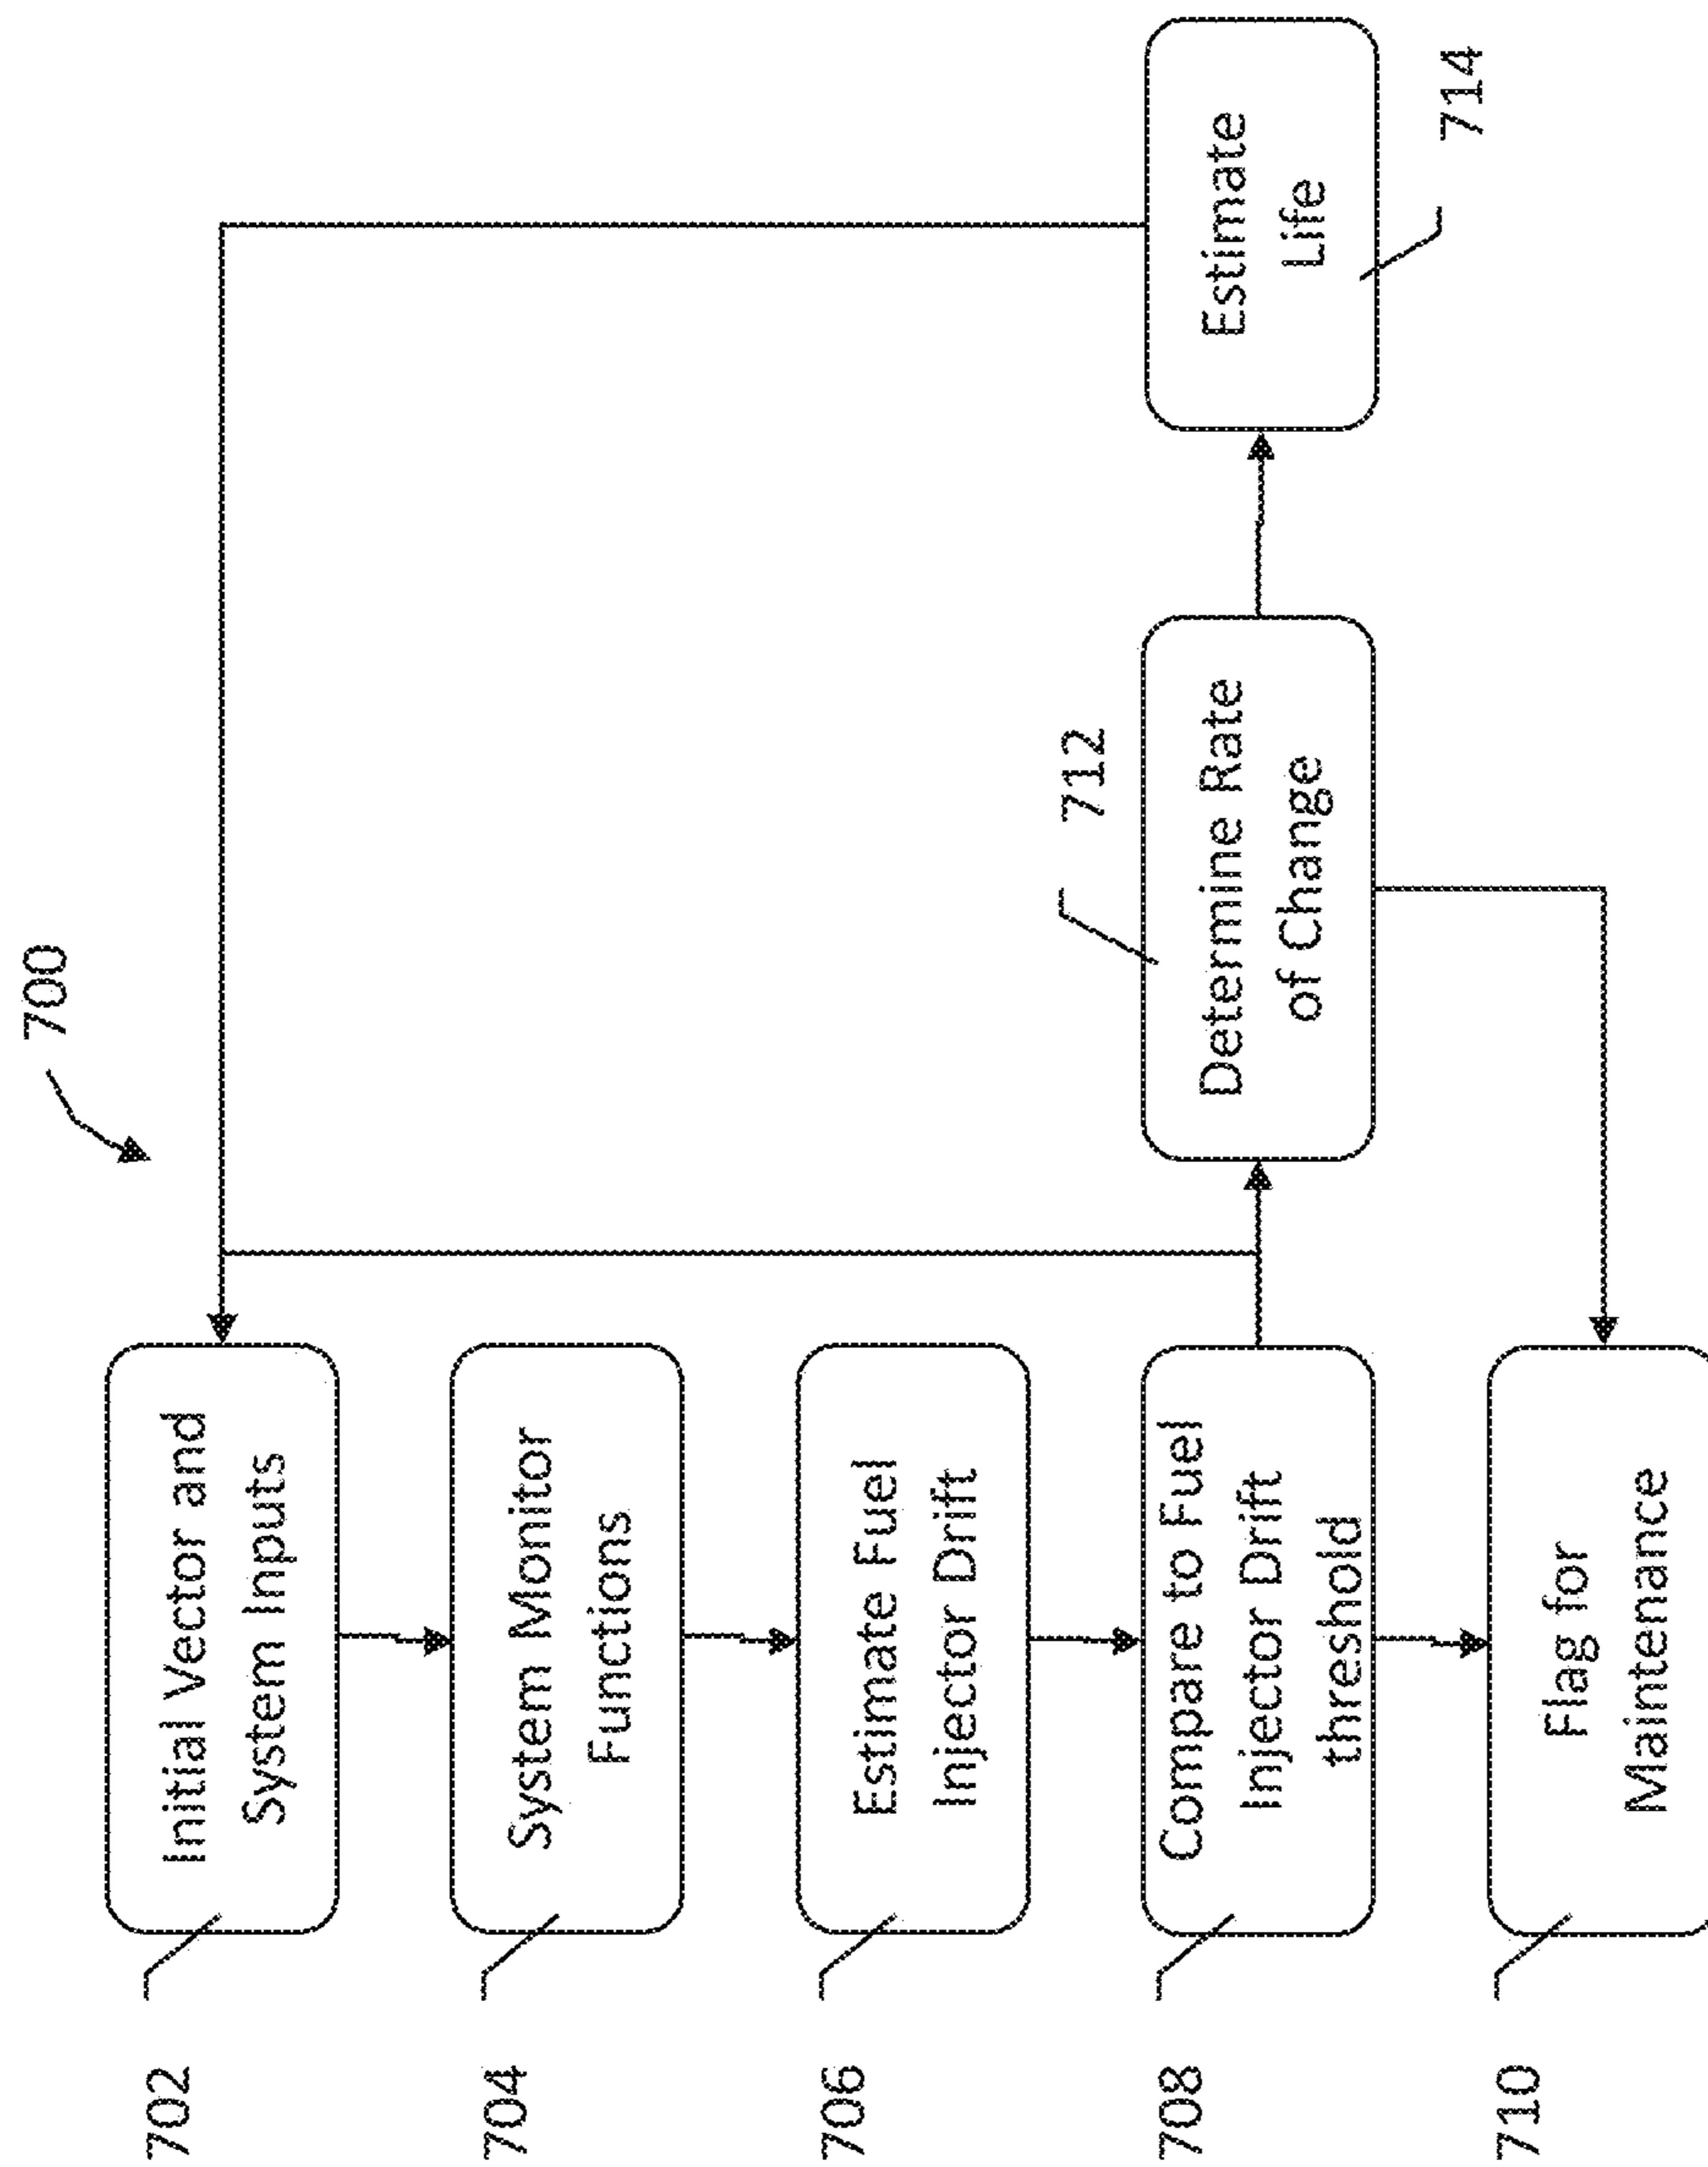 700
702
Initial Vector and
System Inputs
704
System Monitor
Functions
706
Estimate Fuel
Injector Drift
708
Compare to Fuel
Injector Drift
threshold
712
Determine Rate
of Change
Estimate
Life
714
710
Flag for
Maintenance